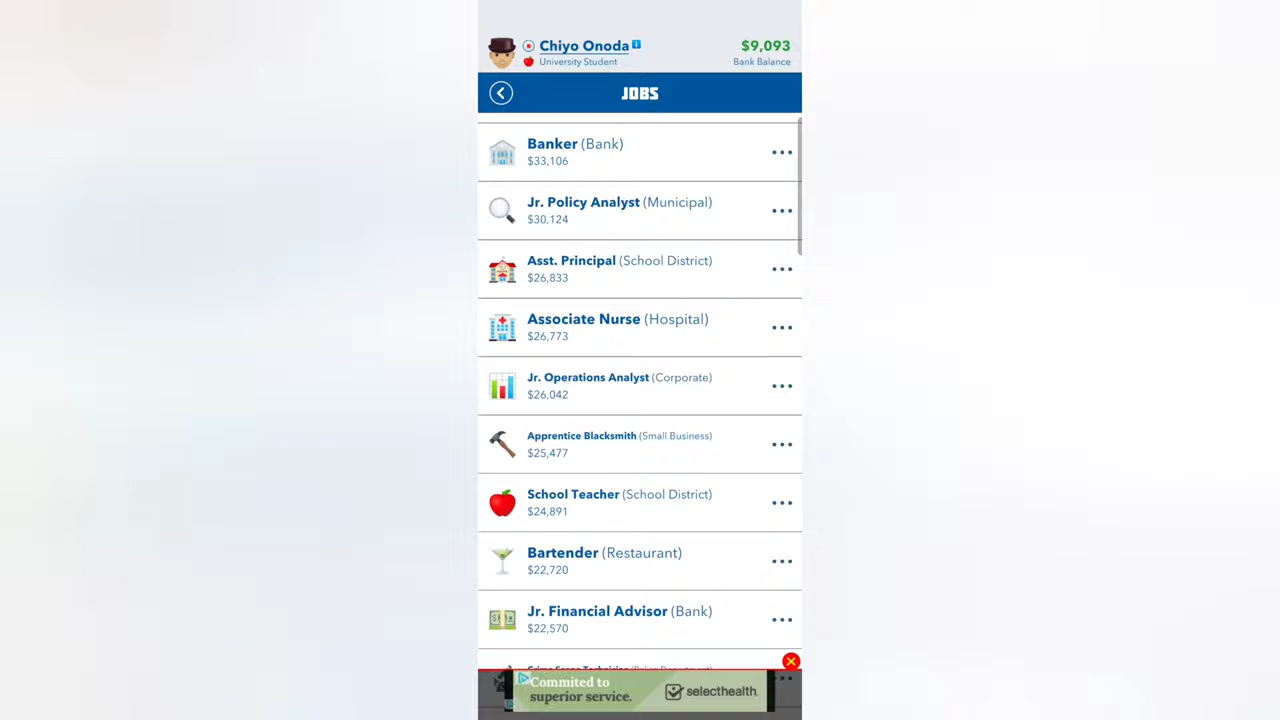 Chiyo Onoda
University Student
$9,093
Bank Balance
JOBS
Banker (Bank)
$33,106
Jr. Policy Analyst (Municipal)
$30,124
Asst. Principal (School District)
$26,833
Associate Nurse (Hospital)
$26,773
Jr. Operations Analyst (Corporate)
$26,042
Apprentice Blacksmith (Small Business)
$25,477
School Teacher (School District)
$24,891
Bartender (Restaurant)
$22,720
Jr. Financial Advisor (Bank)
$22,570
Commited to
superior service.
selecthealth